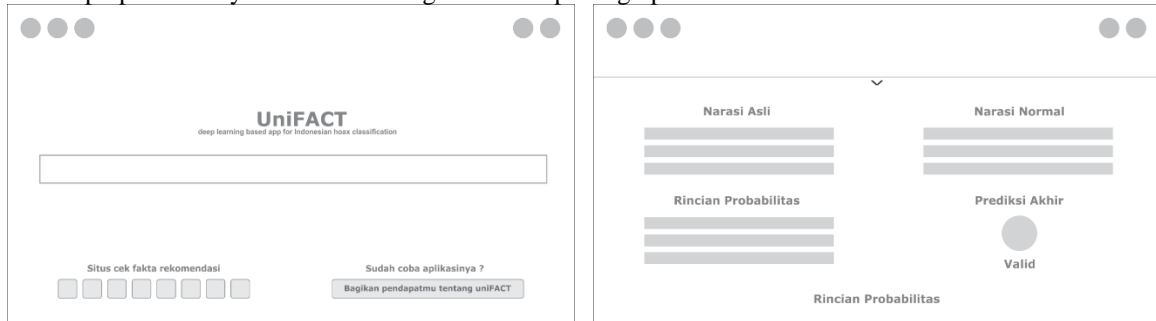 UniFACT
deep learning based app for Indonesian hoax classification
Situs cek fakta rekomendasi
Sudah coba aplikasinya ?
Bagikan pendapatmu tentang uniFACT
Narasi Asli
Narasi Normal
Rincian Probabilitas
Prediksi Akhir
Valid
Rincian Probabilitas